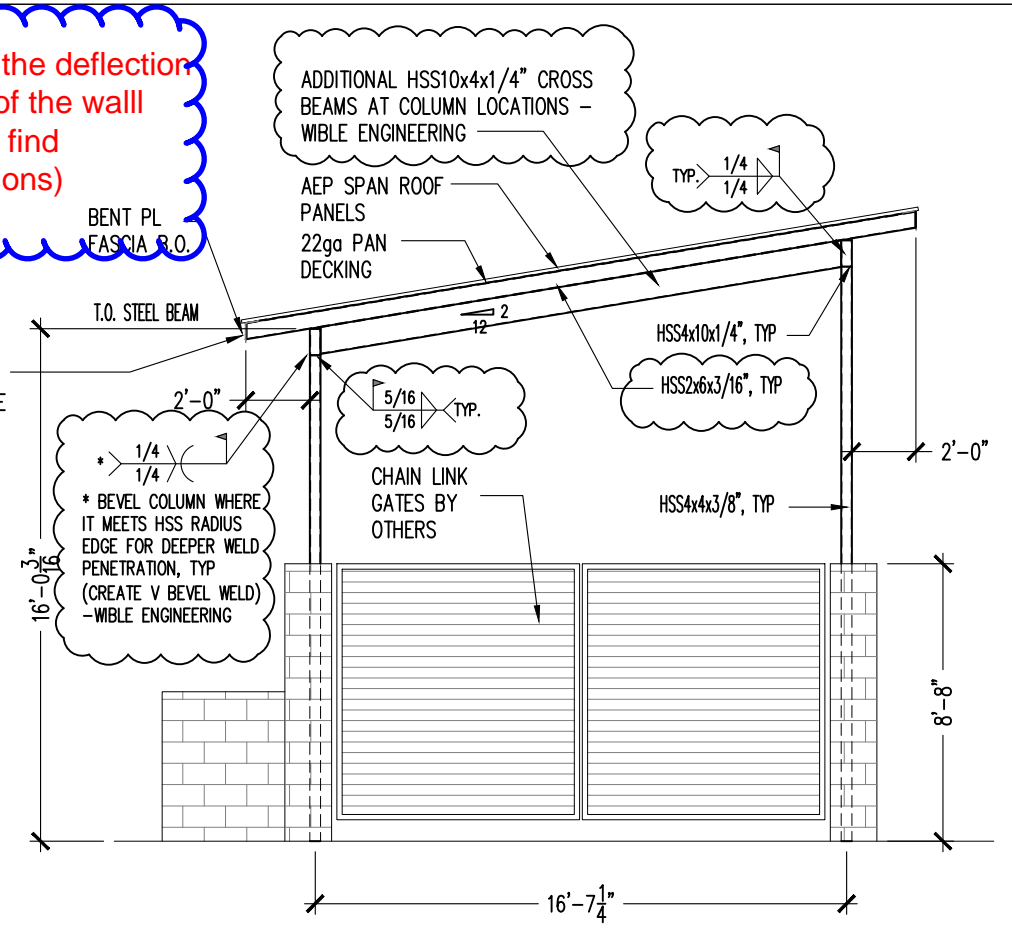 the deflection
of the walll
find
ons)
BENT PL
FASCIA B.O.
T.O. STEEL BEAM
E
ADDITIONAL HSS10x4x1/4" CROSS
BEAMS AT COLUMN LOCATIONS –
WIBLE ENGINEERING
AEP SPAN ROOF
PANELS
22ga PAN
DECKING
TYP.
1/4
1/4
2
12
HSS4x10x1/4", TYP
HSS2x6x3/16", TYP
2'-0"
5/16
5/16
TYP.
2'-0"
*
1/4
1/4
* BEVEL COLUMN WHERE
IT MEETS HSS RADIUS
EDGE FOR DEEPER WELD
PENETRATION, TYP
(CREATE V BEVEL WELD)
-WIBLE ENGINEERING
CHAIN LINK
GATES BY
OTHERS
HSS4x4x3/8", TYP
16'-0 3/16"
8'-8"
16'-7 1/4"